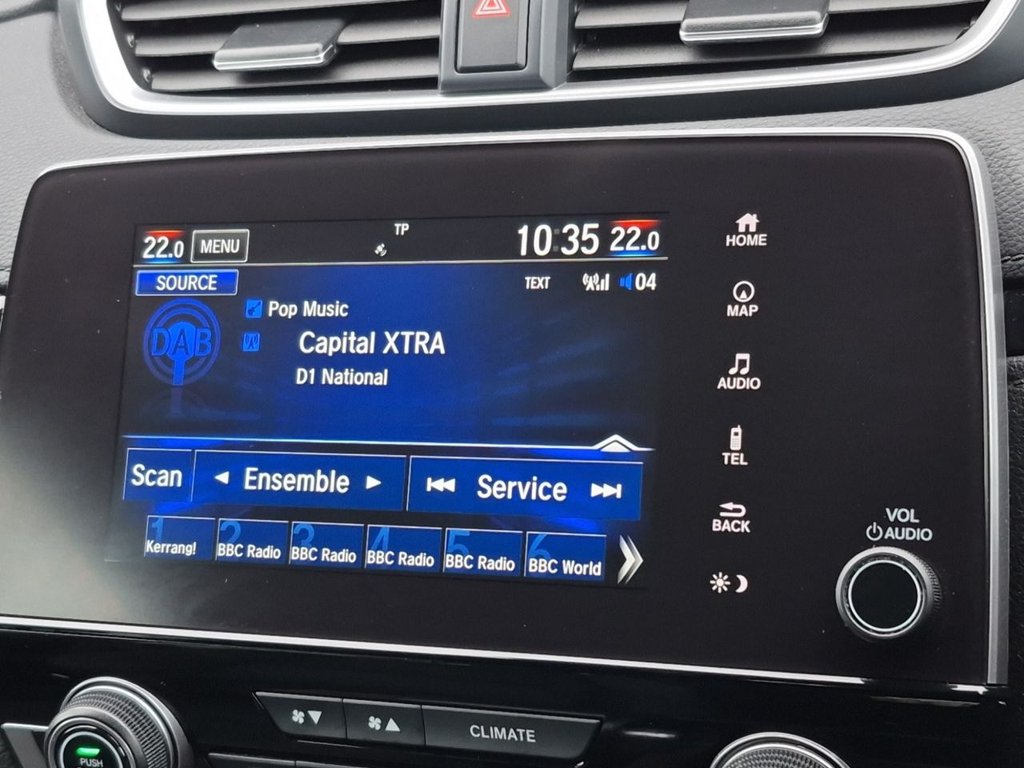 22.0 MENU TP 10:35 22.0
SOURCE TEXT 04
DAB
Pop Music
Capital XTRA
D1 National
Scan Ensemble Service
1 Kerrang! 2 BBC Radio 3 BBC Radio 4 BBC Radio 5 BBC Radio 6 BBC World
HOME
MAP
AUDIO
TEL
BACK
VOL
AUDIO
CLIMATE
PUSH